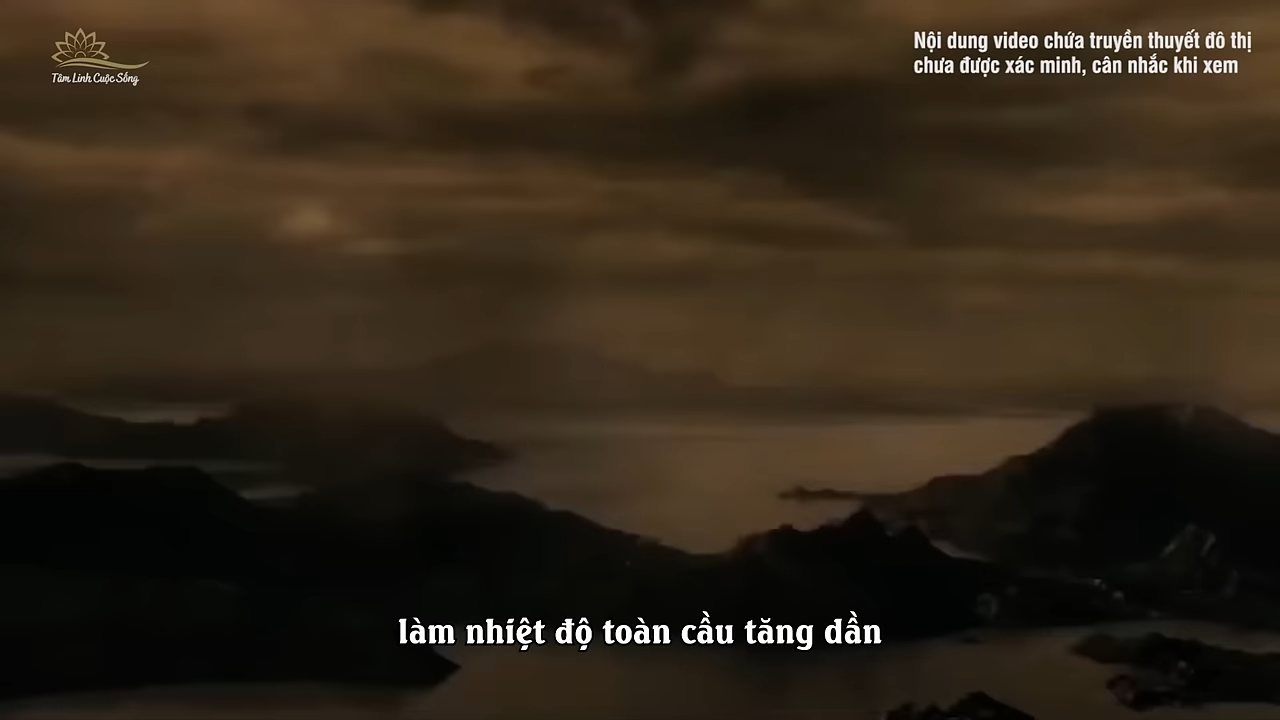 Tâm Linh Cuộc Sống
Nội dung video chứa truyền thuyết đô thị
chưa được xác minh, cân nhắc khi xem
làm nhiệt độ toàn cầu tăng dần